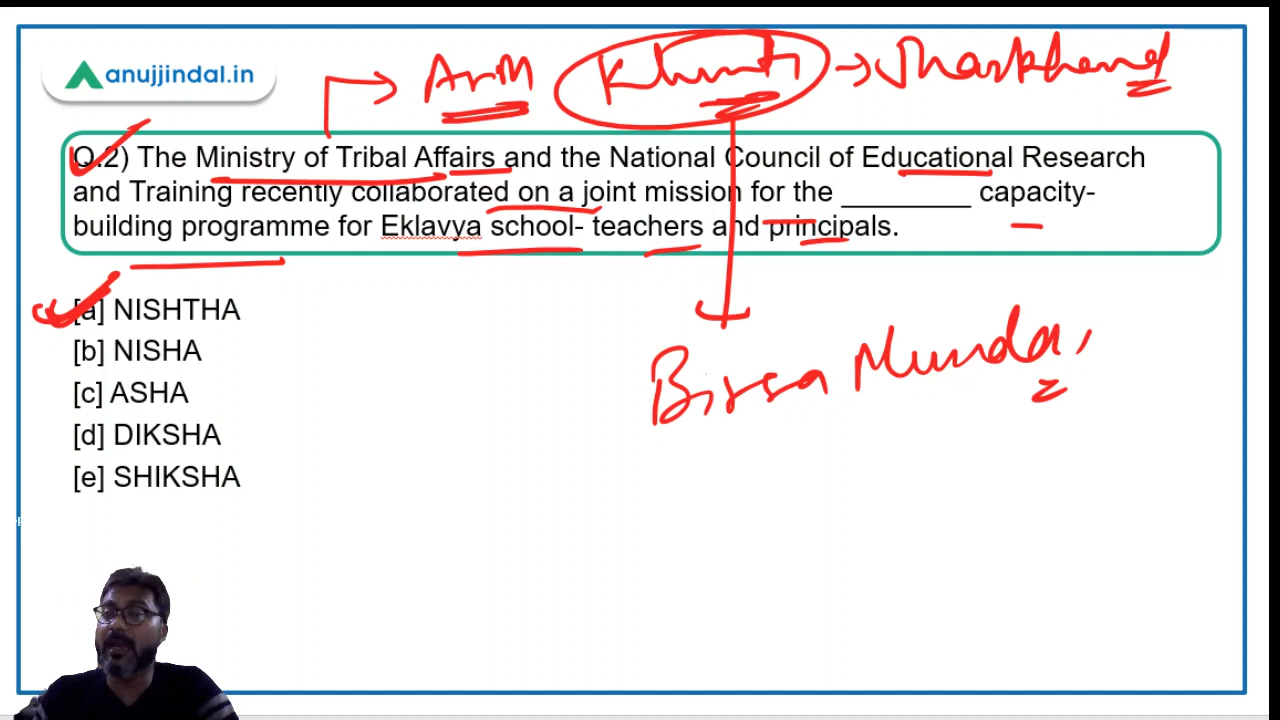 anujjindal.in
Arm Khunti → Jharkhand
Q.2) The Ministry of Tribal Affairs and the National Council of Educational Research
and Training recently collaborated on a joint mission for the ________ capacity-
building programme for Eklavya school- teachers and principals.
[a] NISHTHA
[b] NISHA
[c] ASHA
[d] DIKSHA
[e] SHIKSHA
Birsa Munda,